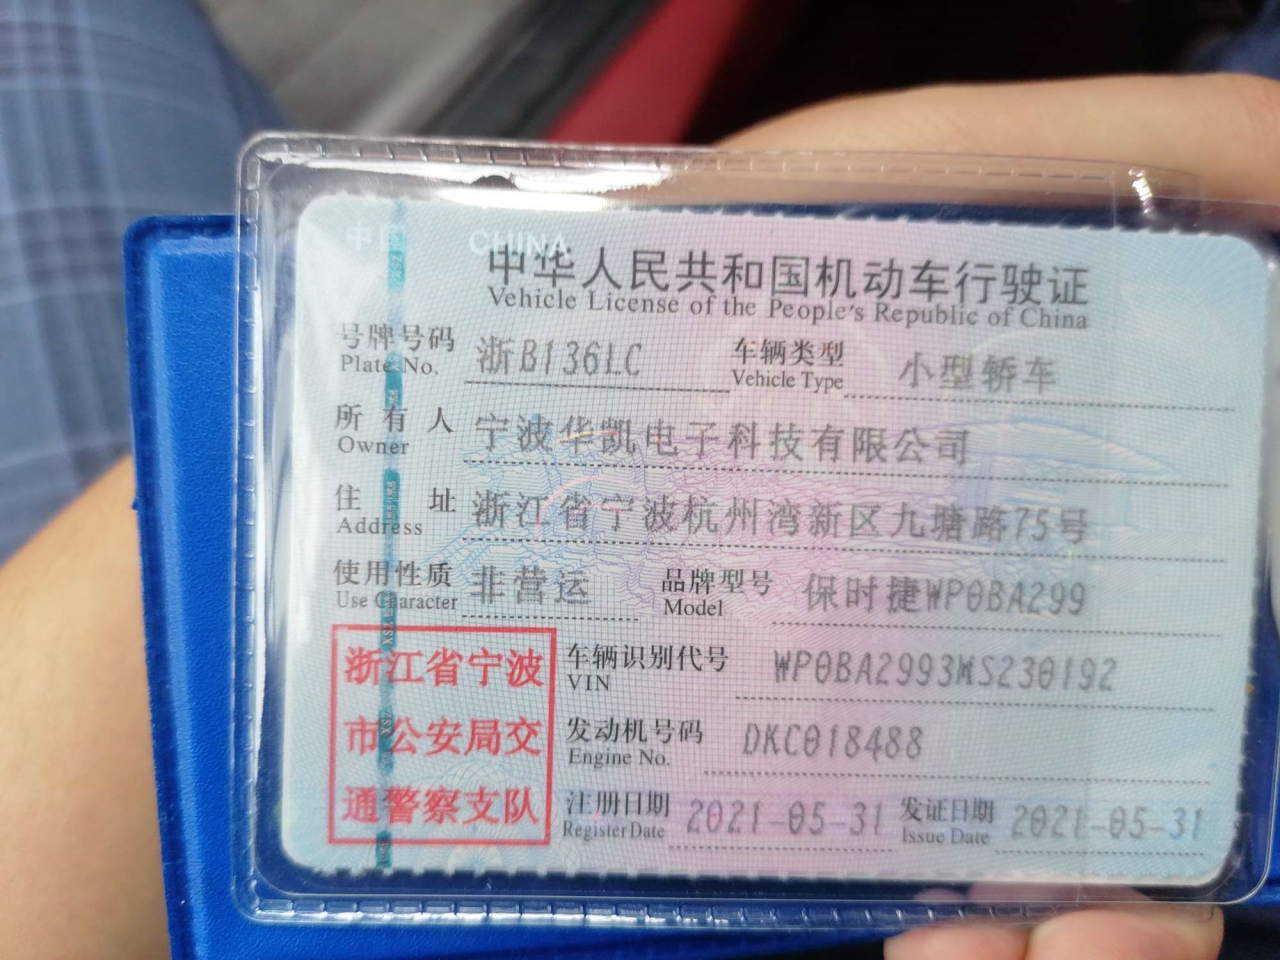 中国 CHINA
中华人民共和国机动车行驶证
Vehicle License of the People's Republic of China
号牌号码 浙B136LC 车辆类型 小型轿车
Plate No. Vehicle Type
所有人 宁波华凯电子科技有限公司
Owner
住址 浙江省宁波杭州湾新区九塘路75号
Address
使用性质 非营运 品牌型号 保时捷WP0BA299
Use Character Model
浙江省宁波
市公安局交
通警察支队
车辆识别代号 WP0BA2993MS230192
VIN
发动机号码 DKC018488
Engine No.
注册日期 2021-05-31 发证日期 2021-05-31
Register Date Issue Date